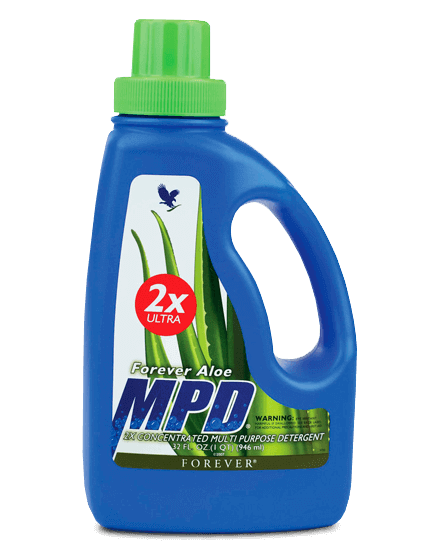 2x
ULTRA
Forever Aloe
MPD®
WARNING:
2X CONCENTRATED MULTI PURPOSE DETERGENT
32 FL. OZ. (1 QT.) (946 ml)
FOREVER®